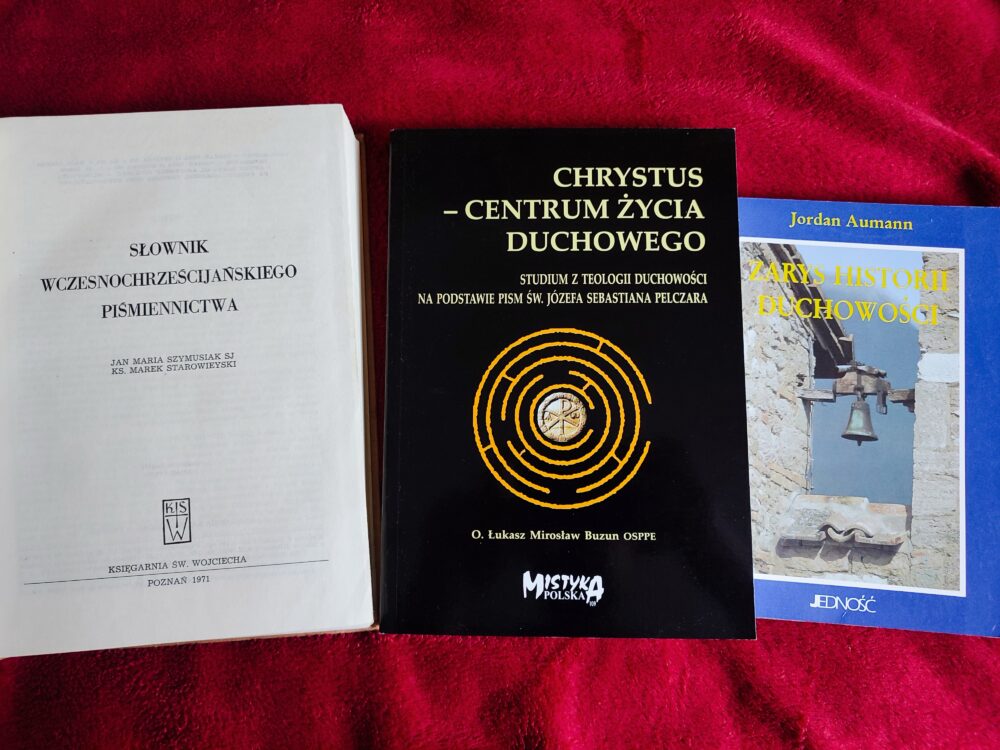 SŁOWNIK
WCZESNOCHRZEŚCIJAŃSKIEGO
PIŚMIENNICTWA
JAN MARIA SZYMUSIAK SJ
KS. MAREK STAROWIEYSKI
KSIĘGARNIA ŚW. WOJCIECHA
POZNAŃ 1971
CHRYSTUS
– CENTRUM ŻYCIA
DUCHOWEGO
STUDIUM Z TEOLOGII DUCHOWOŚCI
NA PODSTAWIE PISM ŚW. JÓZEFA SEBASTIANA PELCZARA
O. Łukasz Mirosław Buzun OSPPE
MISTYKA
POLSKA
109
Jordan Aumann
ZARYS HISTORII
DUCHOWOŚCI
JEDNOŚĆ